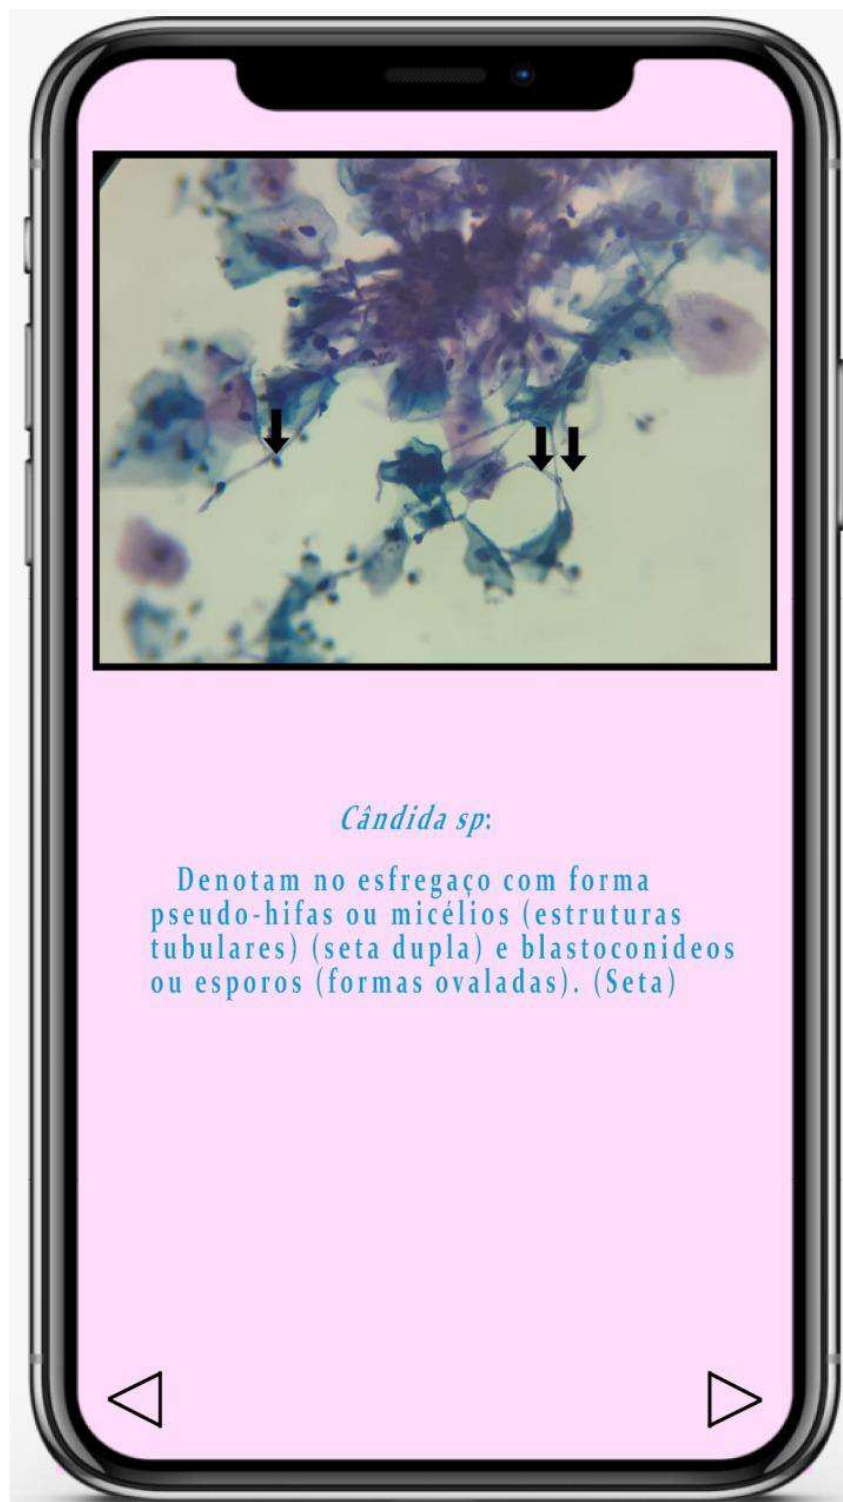 Cândida sp:
Denotam no esfregaço com forma
pseudo-hifas ou micélios (estruturas
tubulares) (seta dupla) e blastoconideos
ou esporos (formas ovaladas). (Seta)